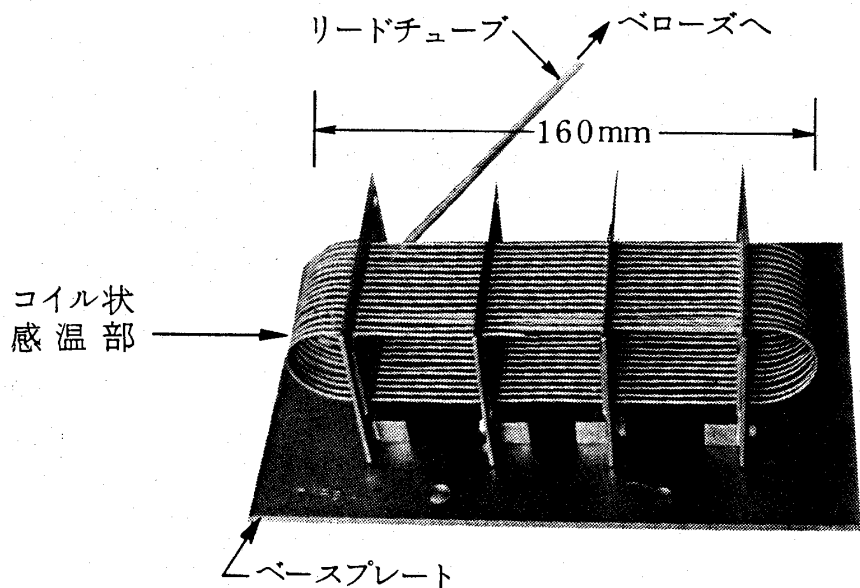 リードチューブ
ベローズへ
160mm
コイル状
感温部
ベースプレート